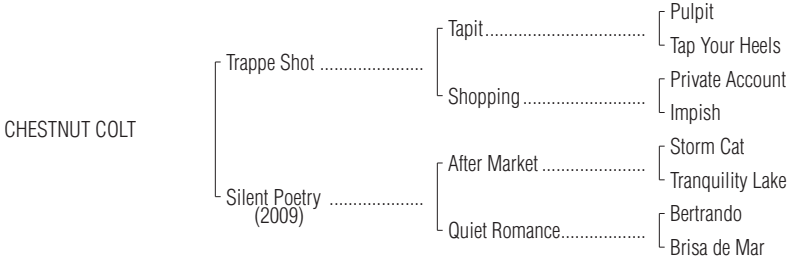 Pulpit
Tapit..................................
Tap Your Heels
Trappe Shot ......................
Private Account
Shopping..........................
Impish
CHESTNUT COLT
Storm Cat
After Market ......................
Tranquility Lake
Silent Poetry ....................
(2009)
Bertrando
Quiet Romance..................
Brisa de Mar